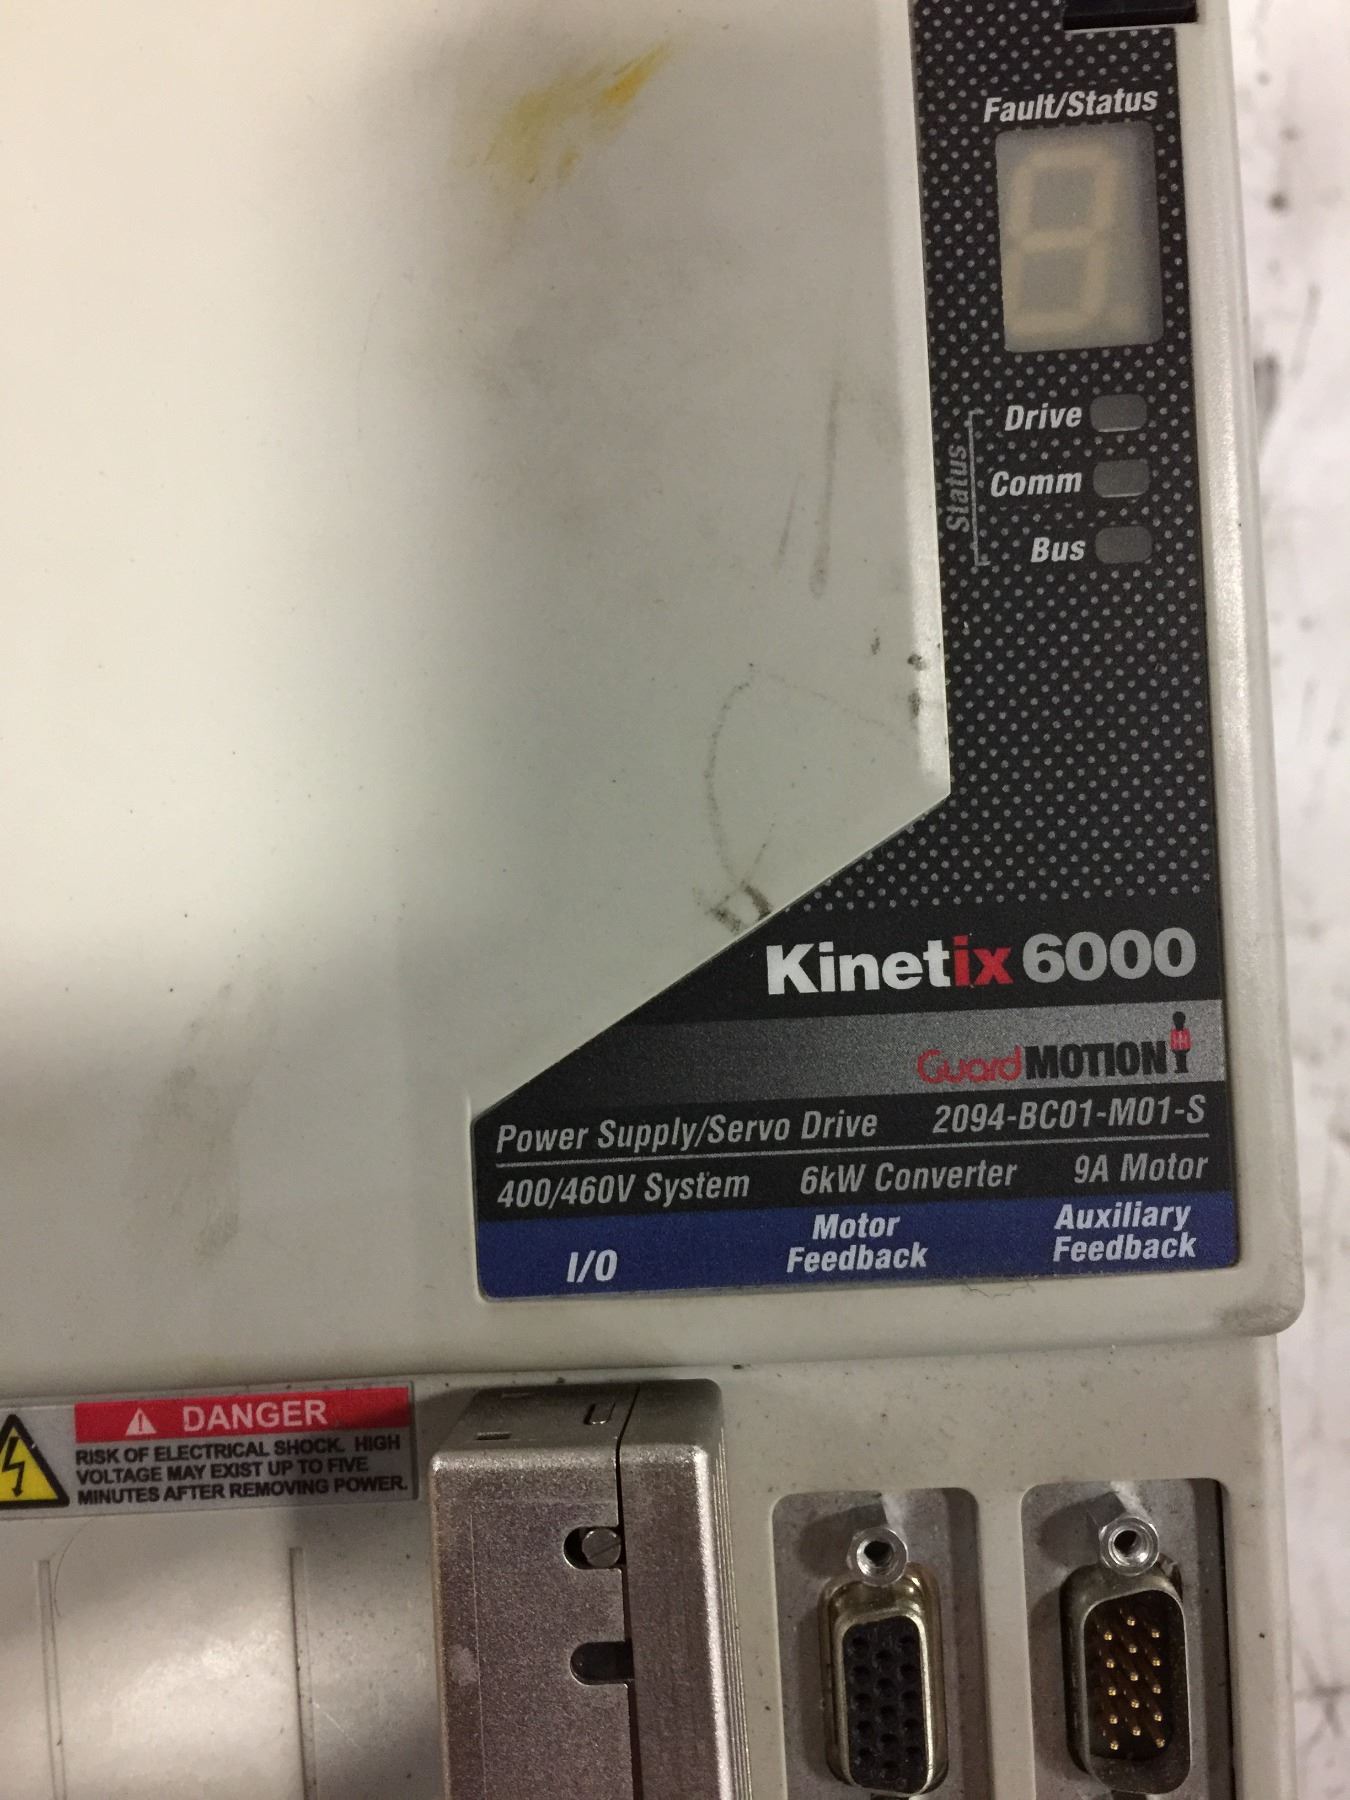 Fault/Status
Drive
Status
Comm
Bus
Kinetix 6000
GuardMOTION
Power Supply/Servo Drive 2094-BC01-M01-S
400/460V System 6kW Converter 9A Motor
I/O
Motor
Feedback
Auxiliary
Feedback
DANGER
RISK OF ELECTRICAL SHOCK. HIGH
VOLTAGE MAY EXIST UP TO FIVE
MINUTES AFTER REMOVING POWER.